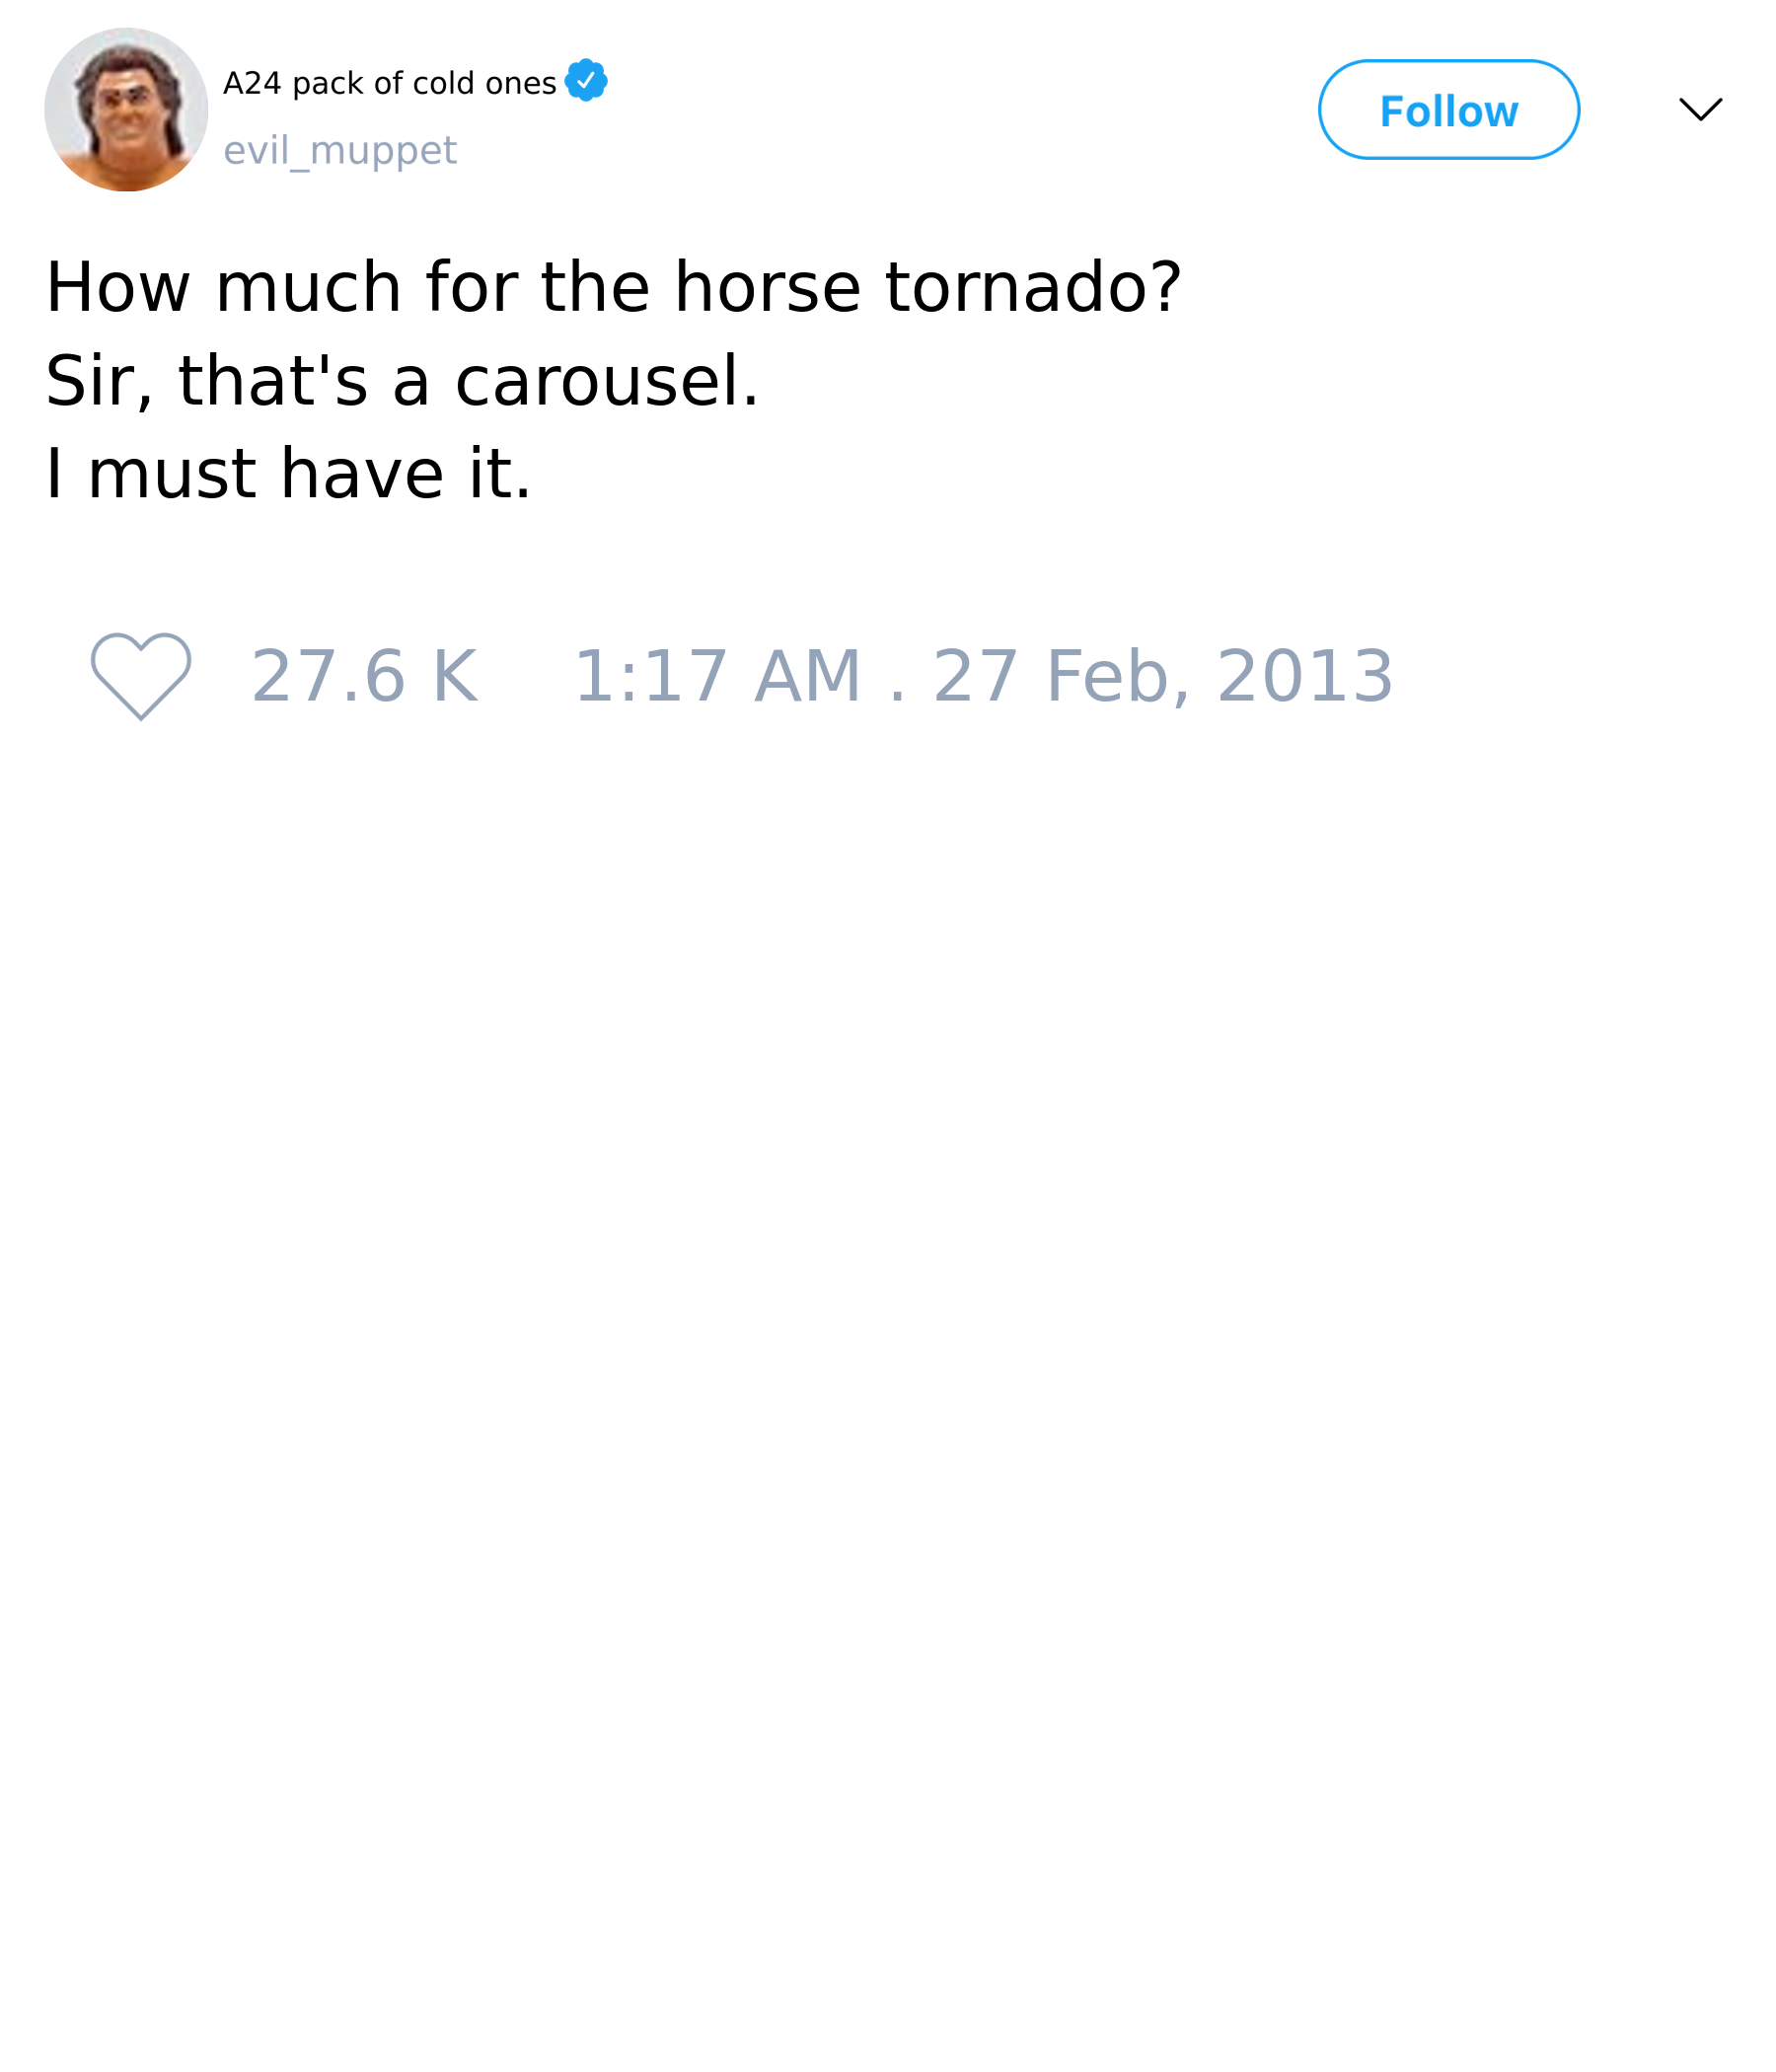 A24 pack of cold ones
evil_muppet
Follow
How much for the horse tornado?
Sir, that's a carousel.
I must have it.
27.6 K 1:17 AM . 27 Feb, 2013